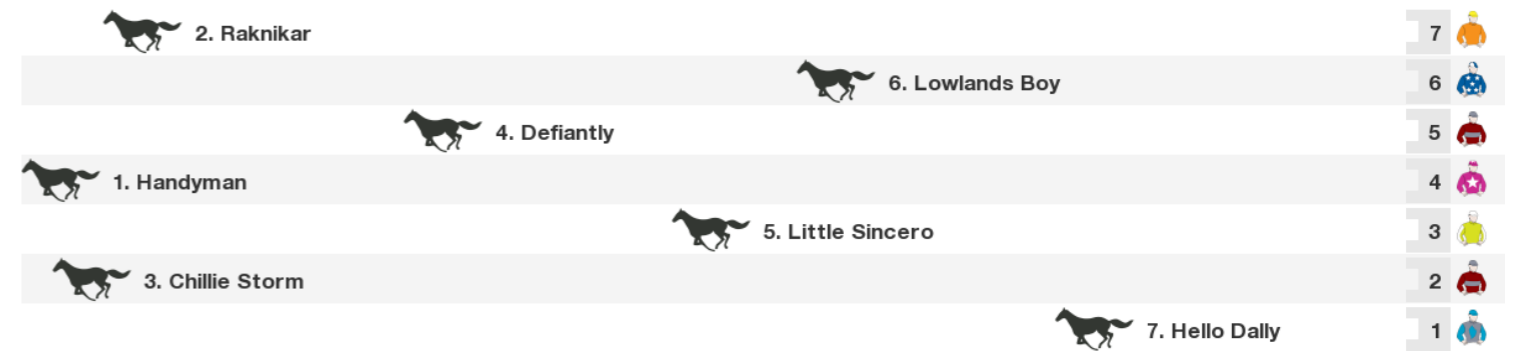 2. Raknikar 7
6. Lowlands Boy 6
4. Defiantly 5
1. Handyman 4
5. Little Sincero 3
3. Chillie Storm 2
7. Hello Dally 1